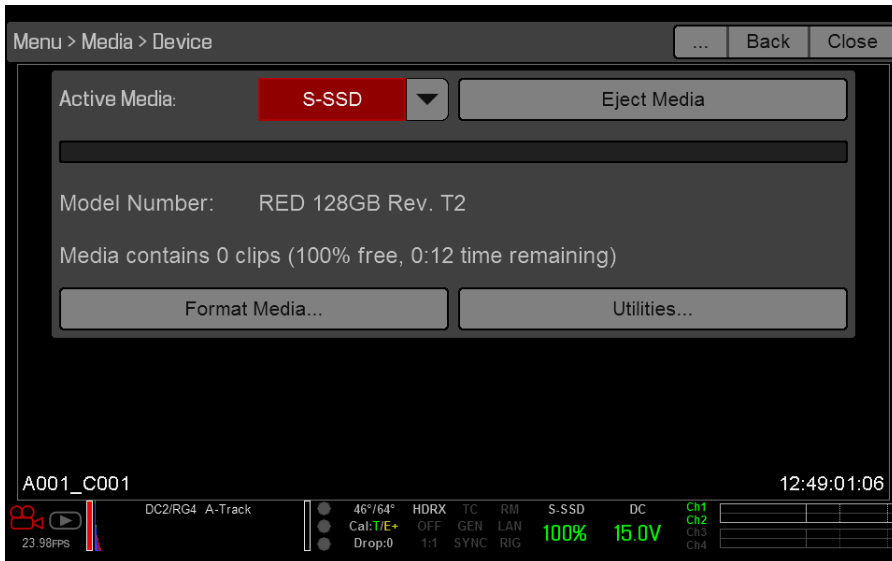 Menu > Media > Device ... Back Close
Active Media: S-SSD Eject Media
Model Number: RED 128GB Rev. T2
Media contains 0 clips (100% free, 0:12 time remaining)
Format Media... Utilities...
A001_C001 12:49:01:06
DC2/RG4 A-Track 46°/64° HDRX TC RM S-SSD DC Ch1
Cal:T/E+ OFF GEN LAN 100% 15.0V Ch2
23.98FPS Drop:0 1:1 SYNC RIG Ch3
Ch4